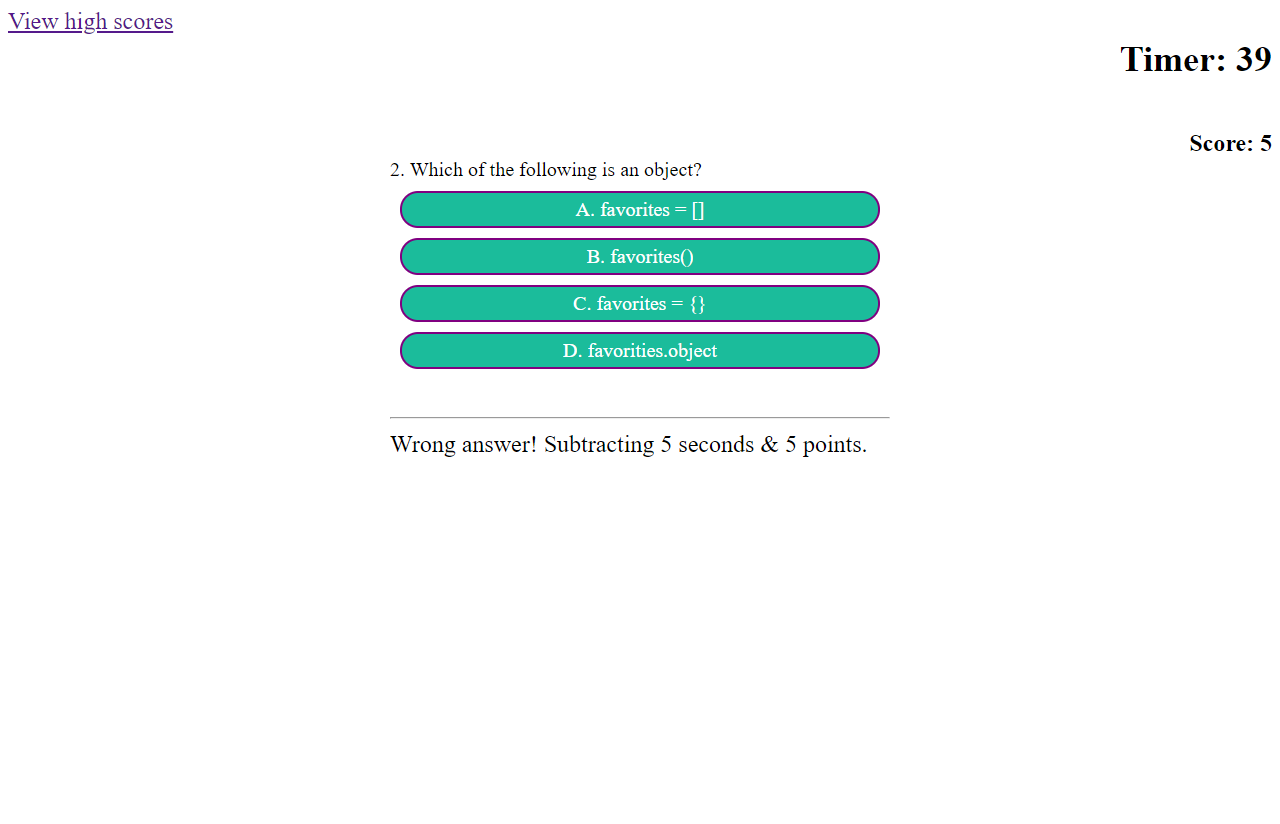 View high scores
Timer: 39
Score: 5
2. Which of the following is an object?
A. favorites = []
B. favorites()
C. favorites = {}
D. favorities.object
Wrong answer! Subtracting 5 seconds & 5 points.